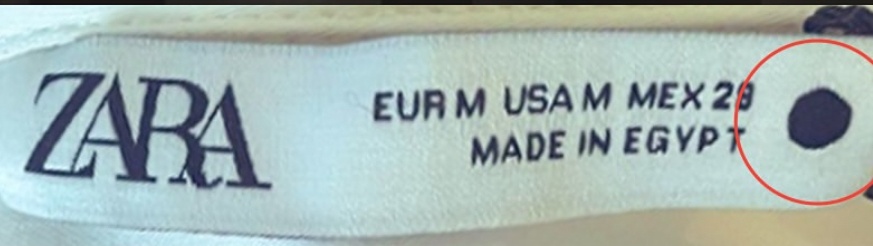 ZARA
EUR M USA M MEX 28
MADE IN EGYPT